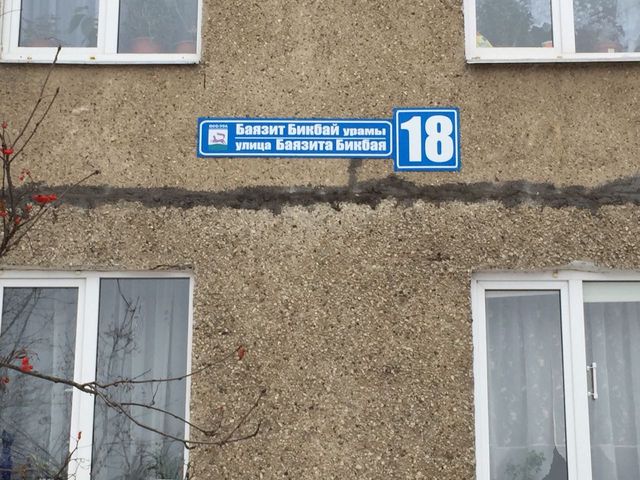 Баязит Бикбай урамы
улица Баязита Бикбая
18